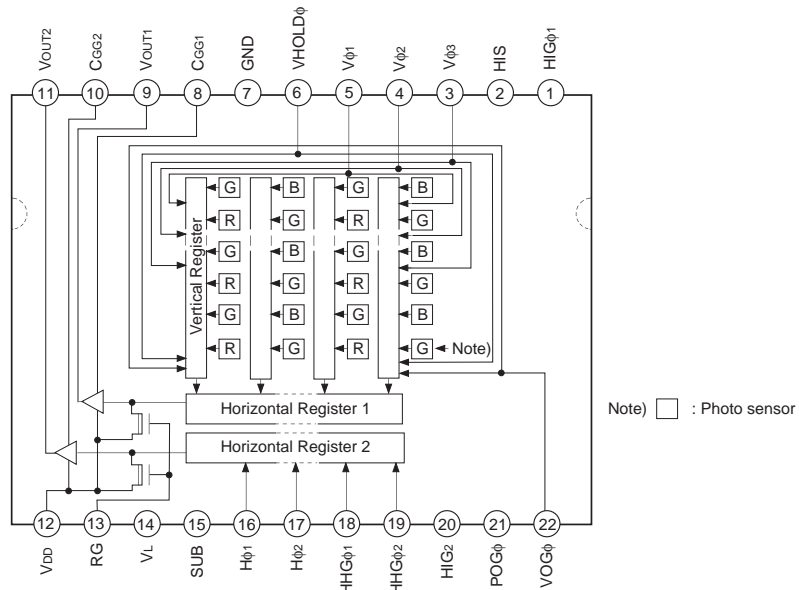 VOUT2 CGG2 VOUT1 CGG1 GND VHOLDϕ Vϕ1 Vϕ2 Vϕ3 HIS HIGϕ1
11 10 9 8 7 6 5 4 3 2 1
Vertical Register
G B G B
R G R G
G B G B
R G R G
G B G B
R G R G Note)
Horizontal Register 1
Note) : Photo sensor
Horizontal Register 2
12 13 14 15 16 17 18 19 20 21 22
VDD RG VL SUB Hϕ1 Hϕ2 HHGϕ1 HHGϕ2 HIG2 POGϕ VOGϕ